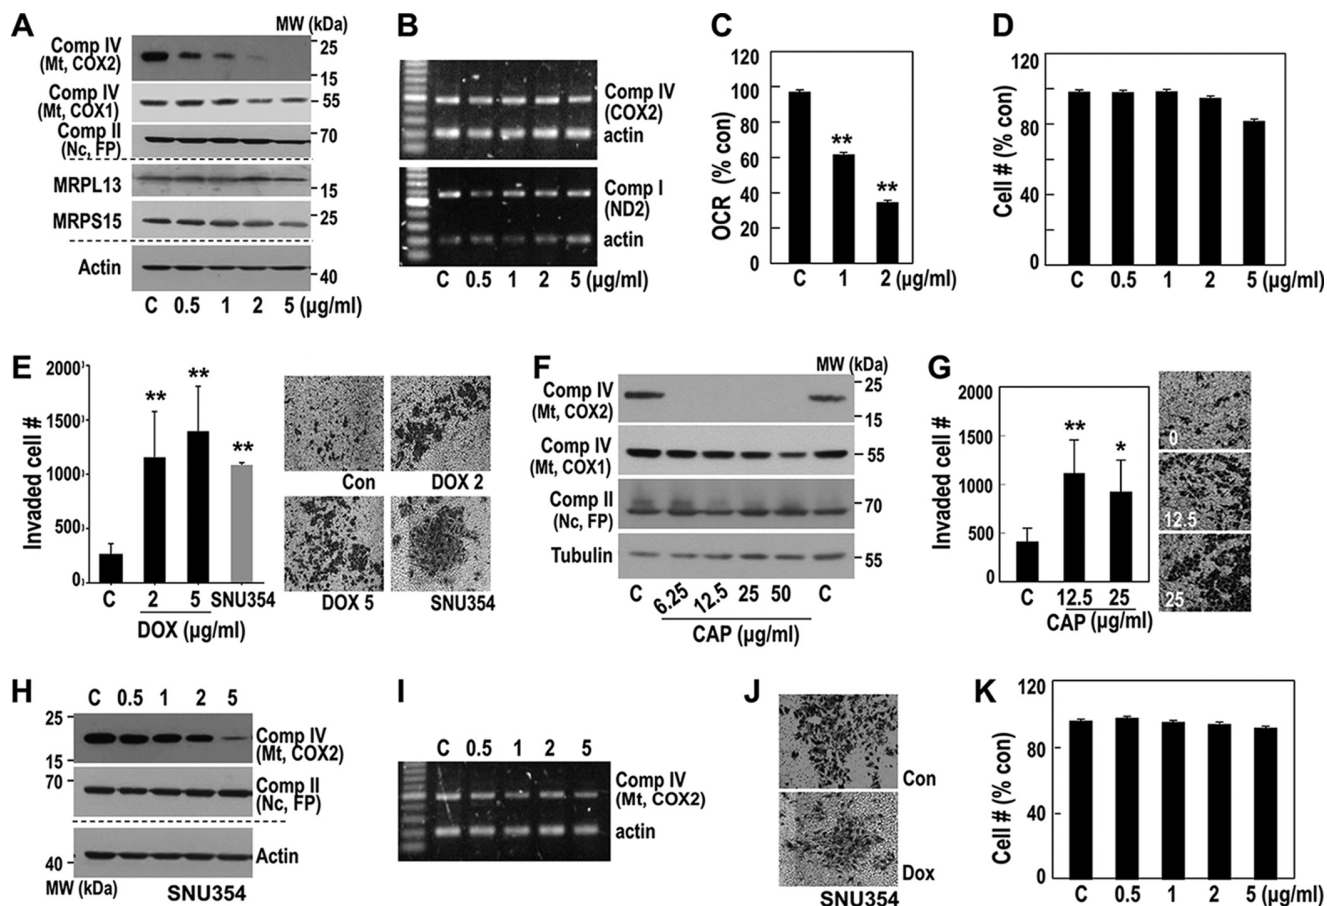 A
MW (kDa)
Comp IV
(Mt, COX2)
25
15
Comp IV
(Mt, COX1)
55
Comp II
(Nc, FP)
70
MRPL13
15
MRPS15
25
Actin
40
C 0.5 1 2 5 (µg/ml)
B
Comp IV
(COX2)
actin
Comp I
(ND2)
actin
C 0.5 1 2 5 (µg/ml)
C
OCR (% con)
120
100
80
60
40
20
0
**
**
C 1 2 (µg/ml)
D
Cell # (% con)
120
80
40
0
C 0.5 1 2 5 (µg/ml)
E
Invaded cell #
2000
1500
1000
500
0
**
**
**
C 2 5 SNU354
DOX (µg/ml)
Con
DOX 2
DOX 5
SNU354
F
MW (kDa)
Comp IV
(Mt, COX2)
25
15
Comp IV
(Mt, COX1)
55
Comp II
(Nc, FP)
70
Tubulin
55
C 6.25 12.5 25 50 C
CAP (µg/ml)
G
Invaded cell #
2000
1500
1000
500
0
**
*
C 12.5 25
CAP (µg/ml)
0
12.5
25
H
C 0.5 1 2 5
25
15
Comp IV
(Mt, COX2)
70
Comp II
(Nc, FP)
40
Actin
MW (kDa)
SNU354
I
C 0.5 1 2 5
Comp IV
(Mt, COX2)
actin
J
Con
Dox
SNU354
K
Cell # (% con)
120
80
40
0
C 0.5 1 2 5 (µg/ml)